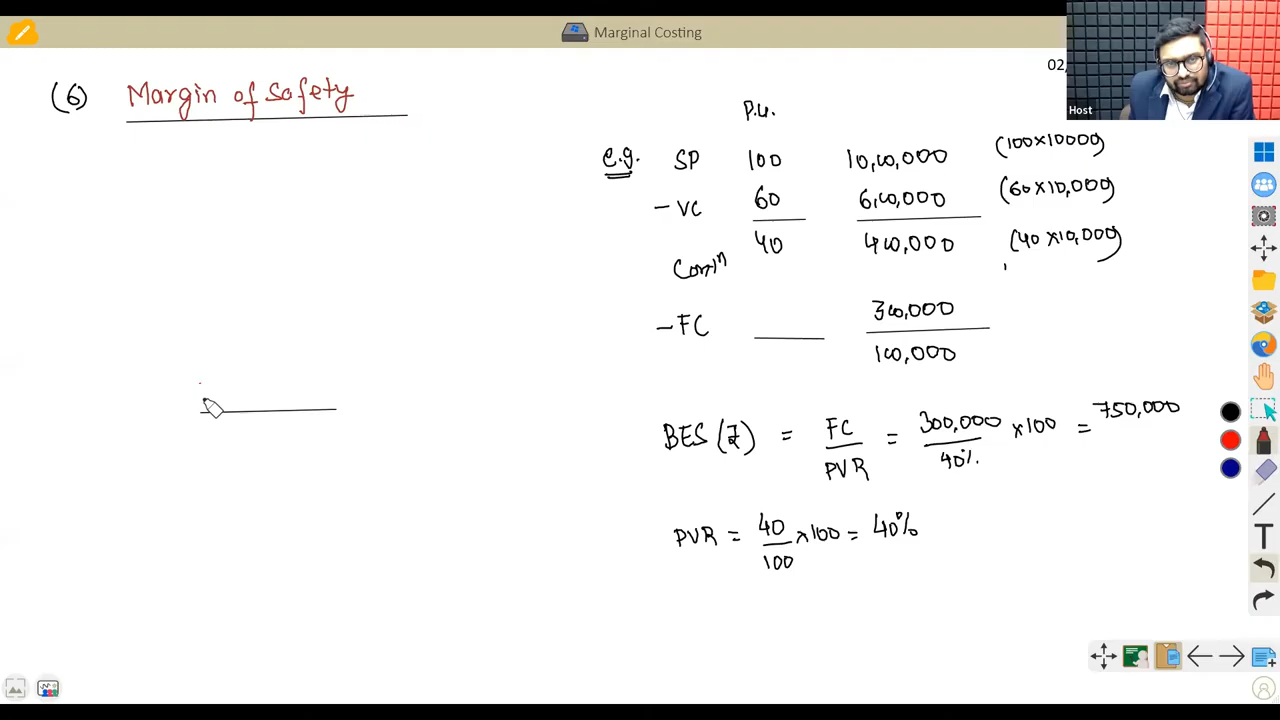 Marginal Costing
02,
Host
(6) Margin of Safety
P.U.
e.g. SP 100 10,00,000 (100×10000)
- VC 60 6,00,000 (60×10,000)
40 400,000 (40×10,000)
Contⁿ
- FC 300,000
100,000
BES (₹) = FC / PVR = 300,000 / 40% ×100 = 750,000
PVR = 40 / 100 ×100 = 40%